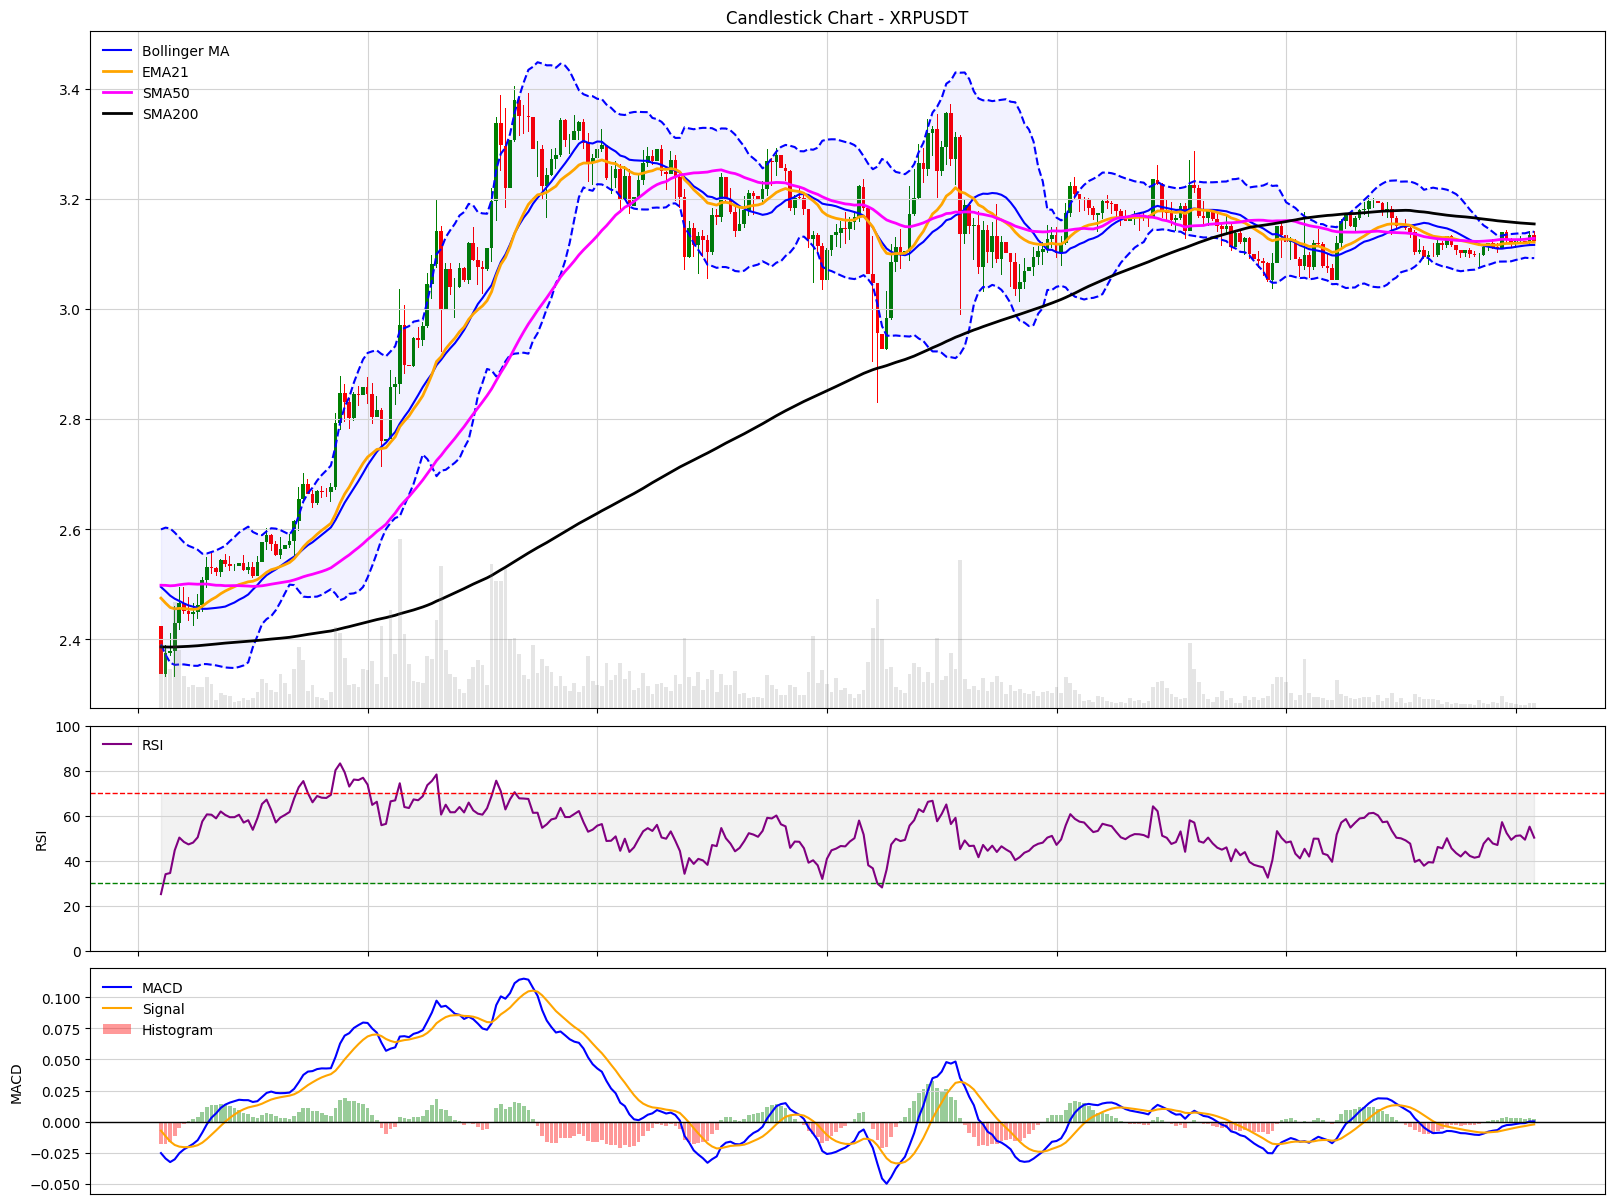 Candlestick Chart - XRPUSDT
Bollinger MA
EMA21
SMA50
SMA200
3.4
3.2
3.0
2.8
2.6
2.4
100
80
60
40
20
0
RSI
RSI
0.100
0.075
0.050
0.025
0.000
−0.025
−0.050
MACD
MACD
Signal
Histogram